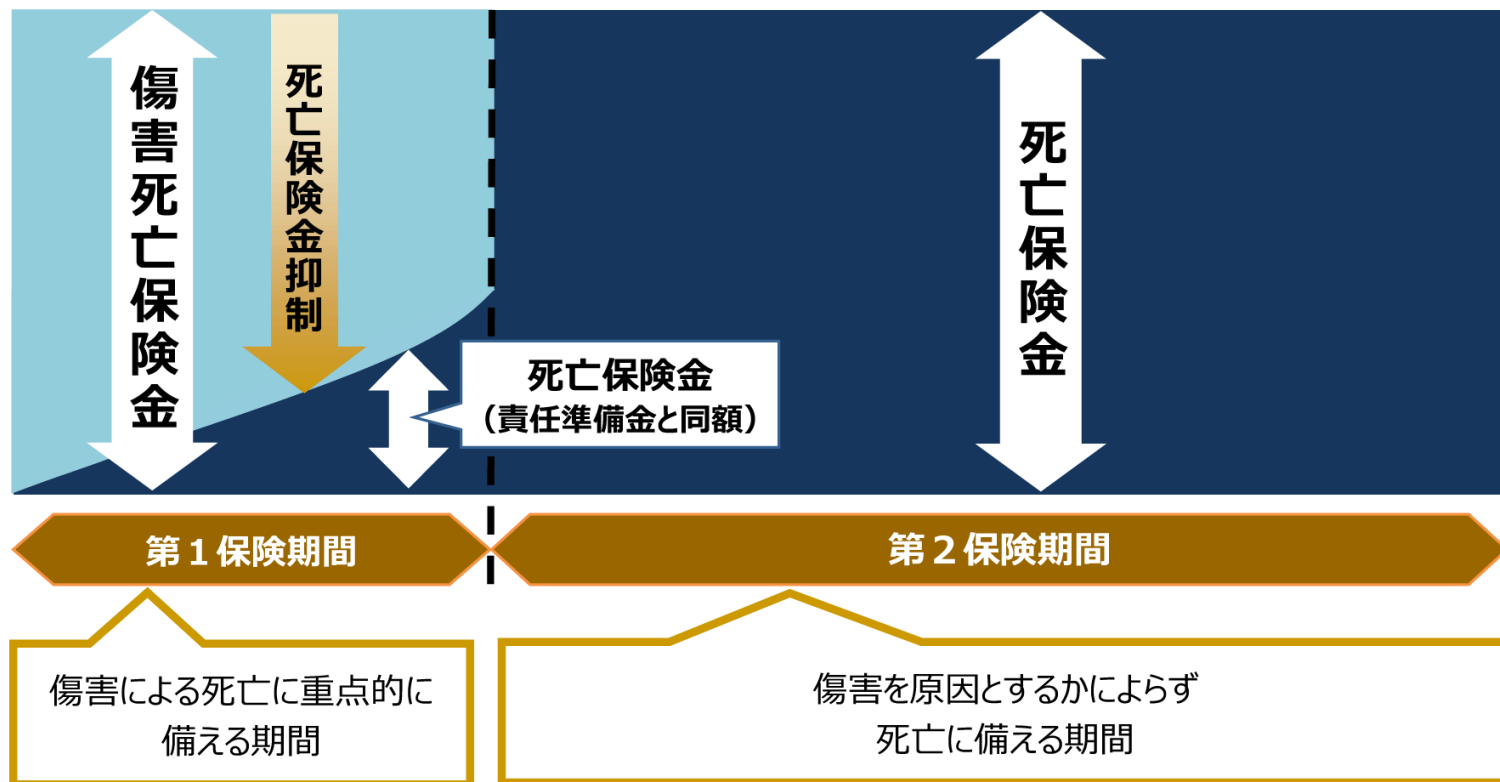 傷害死亡保険金
死亡保険金抑制
死亡保険金
（責任準備金と同額）
死亡保険金
第１保険期間
第２保険期間
傷害による死亡に重点的に
備える期間
傷害を原因とするかによらず
死亡に備える期間